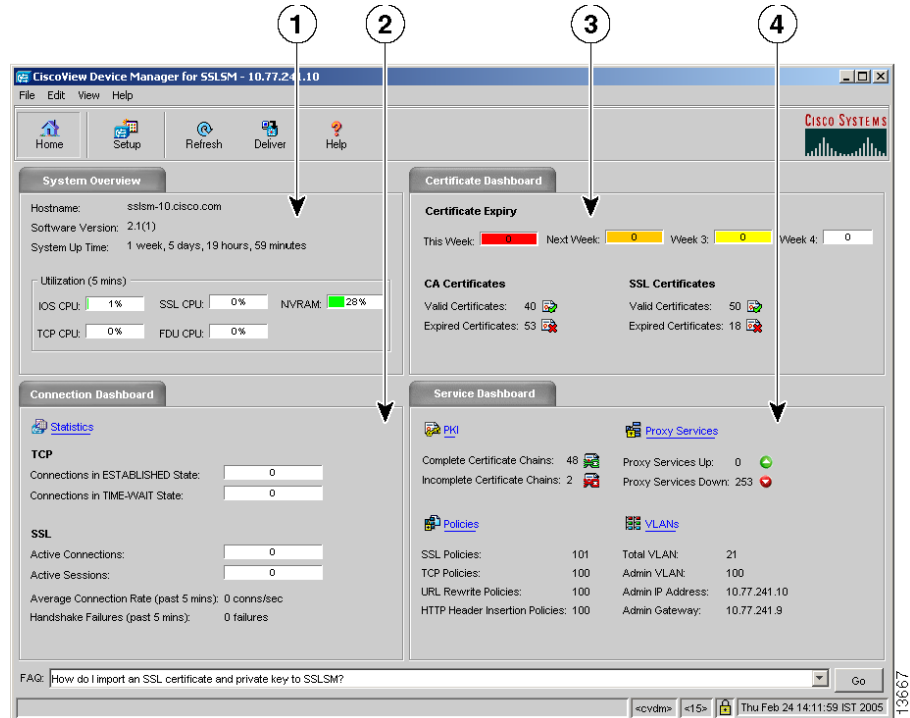 1 2 3 4
CiscoView Device Manager for SSLSM - 10.77.241.10
File Edit View Help
Home Setup Refresh Deliver Help
CISCO SYSTEMS
System Overview
Hostname: sslsm-10.cisco.com
Software Version: 2.1(1)
System Up Time: 1 week, 5 days, 19 hours, 59 minutes
Utilization (5 mins)
IOS CPU: 1% SSL CPU: 0% NVRAM: 28%
TCP CPU: 0% FDU CPU: 0%
Certificate Dashboard
Certificate Expiry
This Week: 0 Next Week: 0 Week 3: 0 Week 4: 0
CA Certificates
Valid Certificates: 40
Expired Certificates: 53
SSL Certificates
Valid Certificates: 50
Expired Certificates: 18
Connection Dashboard
Statistics
TCP
Connections in ESTABLISHED State: 0
Connections in TIME-WAIT State: 0
SSL
Active Connections: 0
Active Sessions: 0
Average Connection Rate (past 5 mins): 0 conns/sec
Handshake Failures (past 5 mins): 0 failures
Service Dashboard
PKI
Complete Certificate Chains: 48
Incomplete Certificate Chains: 2
Proxy Services
Proxy Services Up: 0
Proxy Services Down: 253
Policies
SSL Policies: 101
TCP Policies: 100
URL Rewrite Policies: 100
HTTP Header Insertion Policies: 100
VLANs
Total VLAN: 21
Admin VLAN: 100
Admin IP Address: 10.77.241.10
Admin Gateway: 10.77.241.9
FAQ: How do I import an SSL certificate and private key to SSLSM? Go
<cvdm> <15> Thu Feb 24 14:11:59 IST 2005
13667